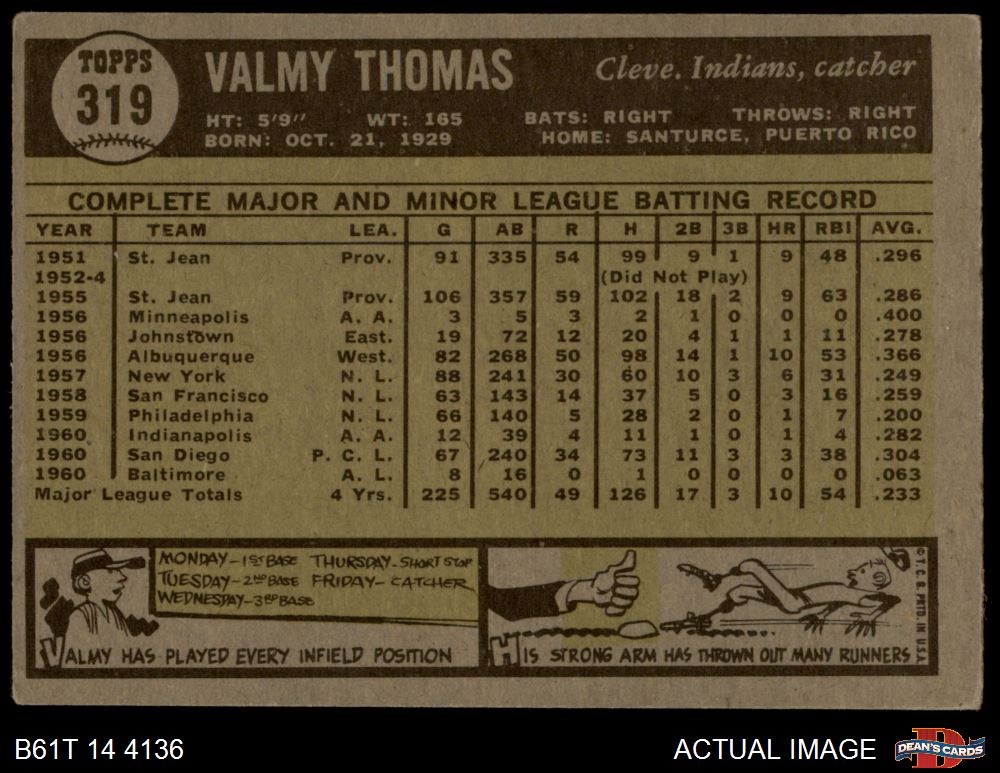 TOPPS
319
VALMY THOMAS
Cleve. Indians, catcher
HT: 5'9" WT: 165 BATS: RIGHT THROWS: RIGHT
BORN: OCT. 21, 1929 HOME: SANTURCE, PUERTO RICO
COMPLETE MAJOR AND MINOR LEAGUE BATTING RECORD
YEAR TEAM LEA. G AB R H 2B 3B HR RBI AVG.
1951 St. Jean Prov. 91 335 54 99 9 1 9 48 .296
1952-4 (Did Not Play)
1955 St. Jean Prov. 106 357 59 102 18 2 9 63 .286
1956 Minneapolis A. A. 3 5 3 2 1 0 0 0 .400
1956 Johnstown East. 19 72 12 20 4 1 1 11 .278
1956 Albuquerque West. 82 268 50 98 14 1 10 53 .366
1957 New York N. L. 88 241 30 60 10 3 6 31 .249
1958 San Francisco N. L. 63 143 14 37 5 0 3 16 .259
1959 Philadelphia N. L. 66 140 5 28 2 0 1 7 .200
1960 Indianapolis A. A. 12 39 4 11 1 0 1 4 .282
1960 San Diego P. C. L. 67 240 34 73 11 3 3 38 .304
1960 Baltimore A. L. 8 16 0 1 0 0 0 0 .063
Major League Totals 4 Yrs. 225 540 49 126 17 3 10 54 .233
MONDAY-1ST BASE THURSDAY-SHORT STOP
TUESDAY-2ND BASE FRIDAY-CATCHER
WEDNESDAY-3RD BASE
VALMY HAS PLAYED EVERY INFIELD POSITION
HIS STRONG ARM HAS THROWN OUT MANY RUNNERS
© T. C. G. PRTD. IN U.S.A.
B61T 14 4136
ACTUAL IMAGE
D
DEAN'S CARDS